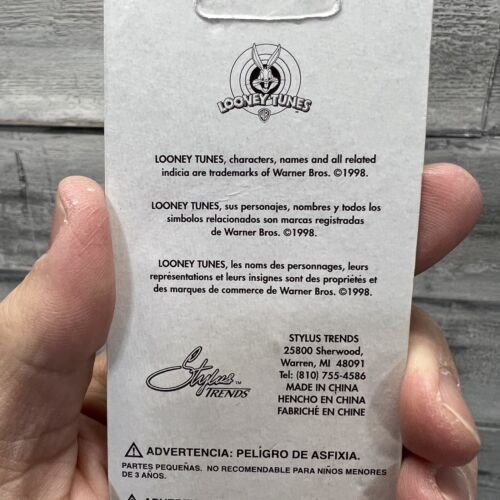 LOONEY TUNES
LOONEY TUNES, characters, names and all related
indicia are trademarks of Warner Bros. ©1998.
LOONEY TUNES, sus personajes, nombres y todos los
simbolos relacionados son marcas registradas
de Warner Bros. ©1998.
LOONEY TUNES, les noms des personnages, leurs
représentations et leurs insignes sont des propriétés et
des marques de commerce de Warner Bros. ©1998.
Stylus™
TRENDS
STYLUS TRENDS
25800 Sherwood,
Warren, MI 48091
Tel: (810) 755-4586
MADE IN CHINA
HENCHO EN CHINA
FABRICHÉ EN CHINE
ADVERTENCIA: PELIGRO DE ASFIXIA.
PARTES PEQUEÑAS. NO RECOMENDABLE PARA NIÑOS MENORES
DE 3 AÑOS.